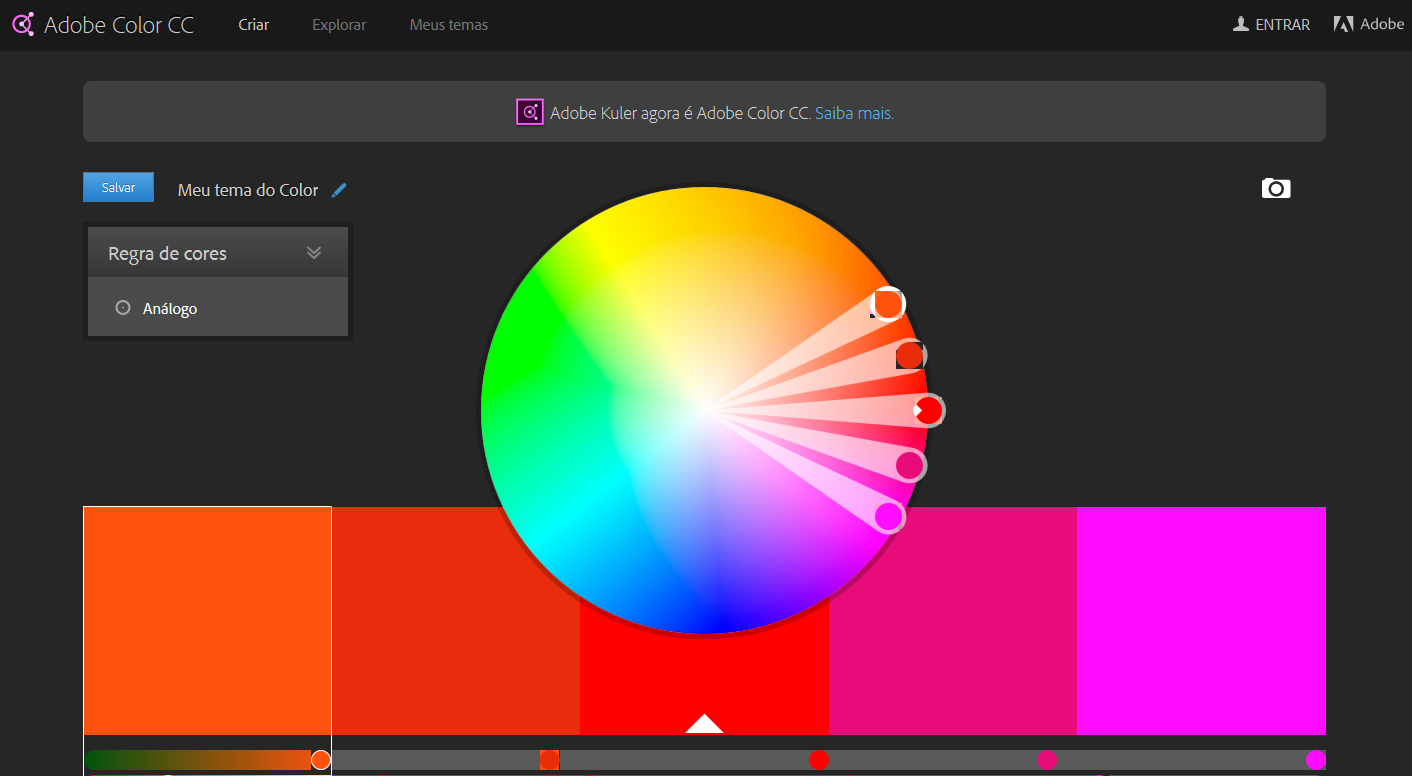 Adobe Color CC Criar Explorar Meus temas ENTRAR Adobe
Adobe Kuler agora é Adobe Color CC. Saiba mais.
Salvar Meu tema do Color
Regra de cores
Análogo